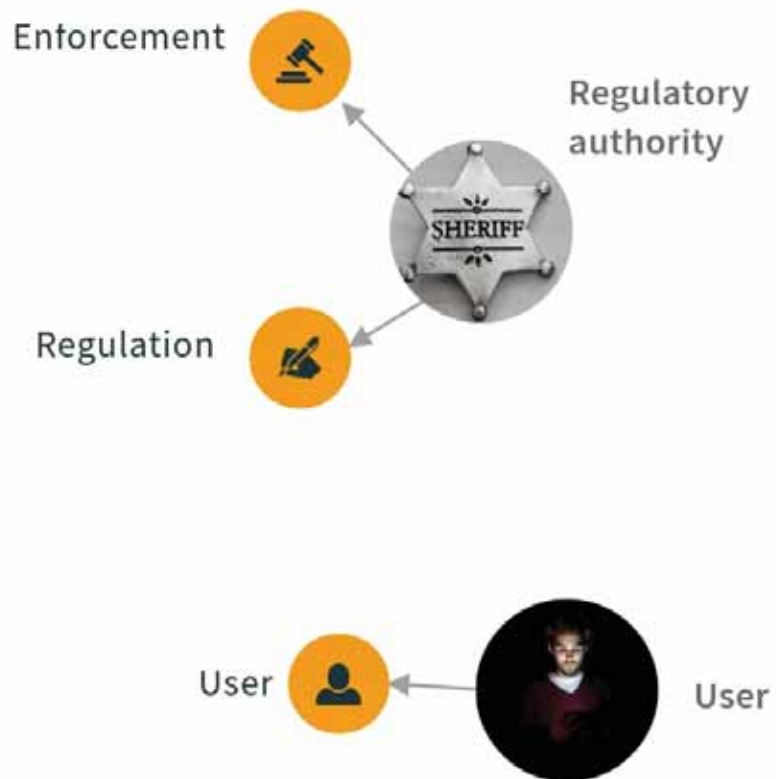 Enforcement
Regulatory
authority
SHERIFF
Regulation
User
User